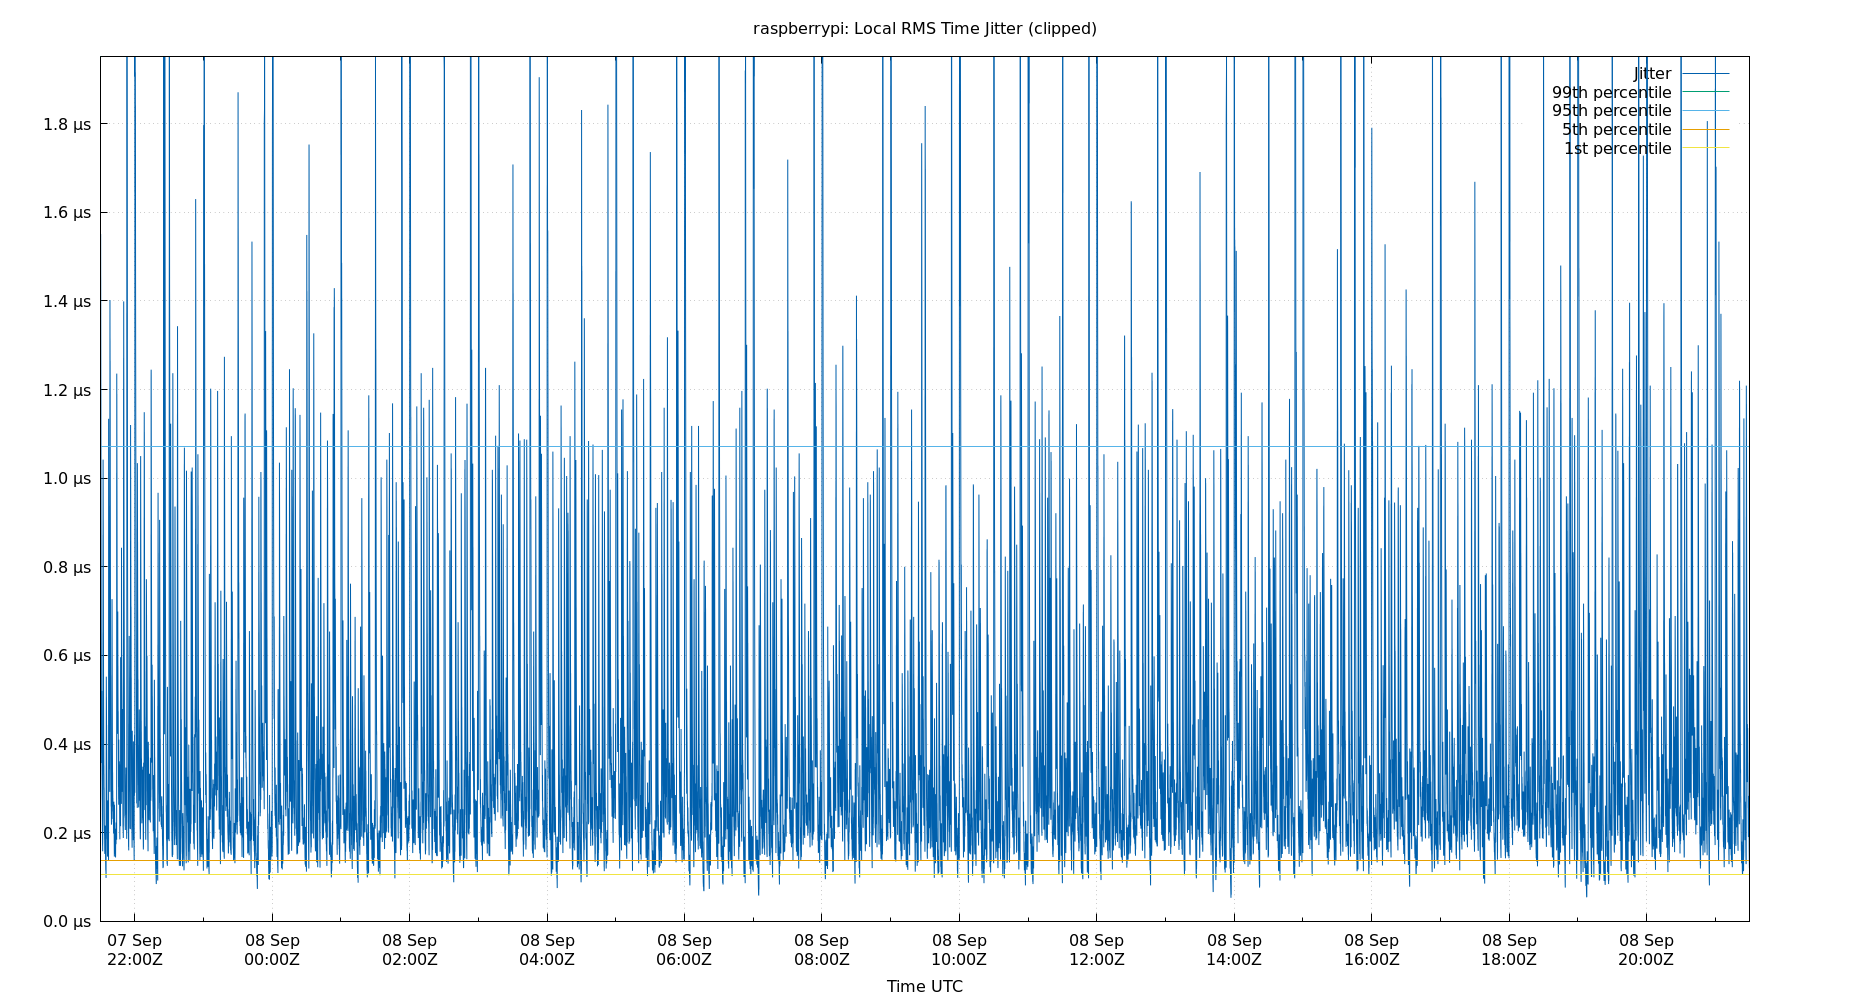 raspberrypi: Local RMS Time Jitter (clipped)
Jitter
99th percentile
95th percentile
5th percentile
1st percentile
1.8 µs
1.6 µs
1.4 µs
1.2 µs
1.0 µs
0.8 µs
0.6 µs
0.4 µs
0.2 µs
0.0 µs
07 Sep 08 Sep 08 Sep 08 Sep 08 Sep 08 Sep 08 Sep 08 Sep 08 Sep 08 Sep 08 Sep 08 Sep
22:00Z 00:00Z 02:00Z 04:00Z 06:00Z 08:00Z 10:00Z 12:00Z 14:00Z 16:00Z 18:00Z 20:00Z
Time UTC